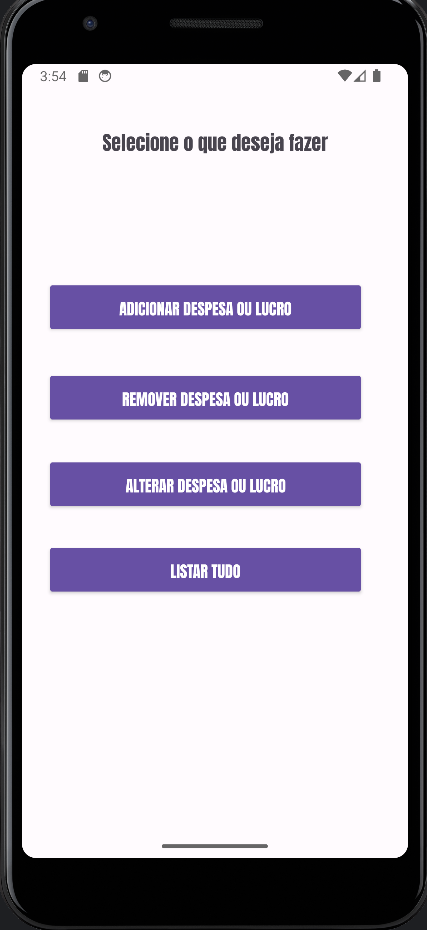 3:54
Selecione o que deseja fazer
ADICIONAR DESPESA OU LUCRO
REMOVER DESPESA OU LUCRO
ALTERAR DESPESA OU LUCRO
LISTAR TUDO